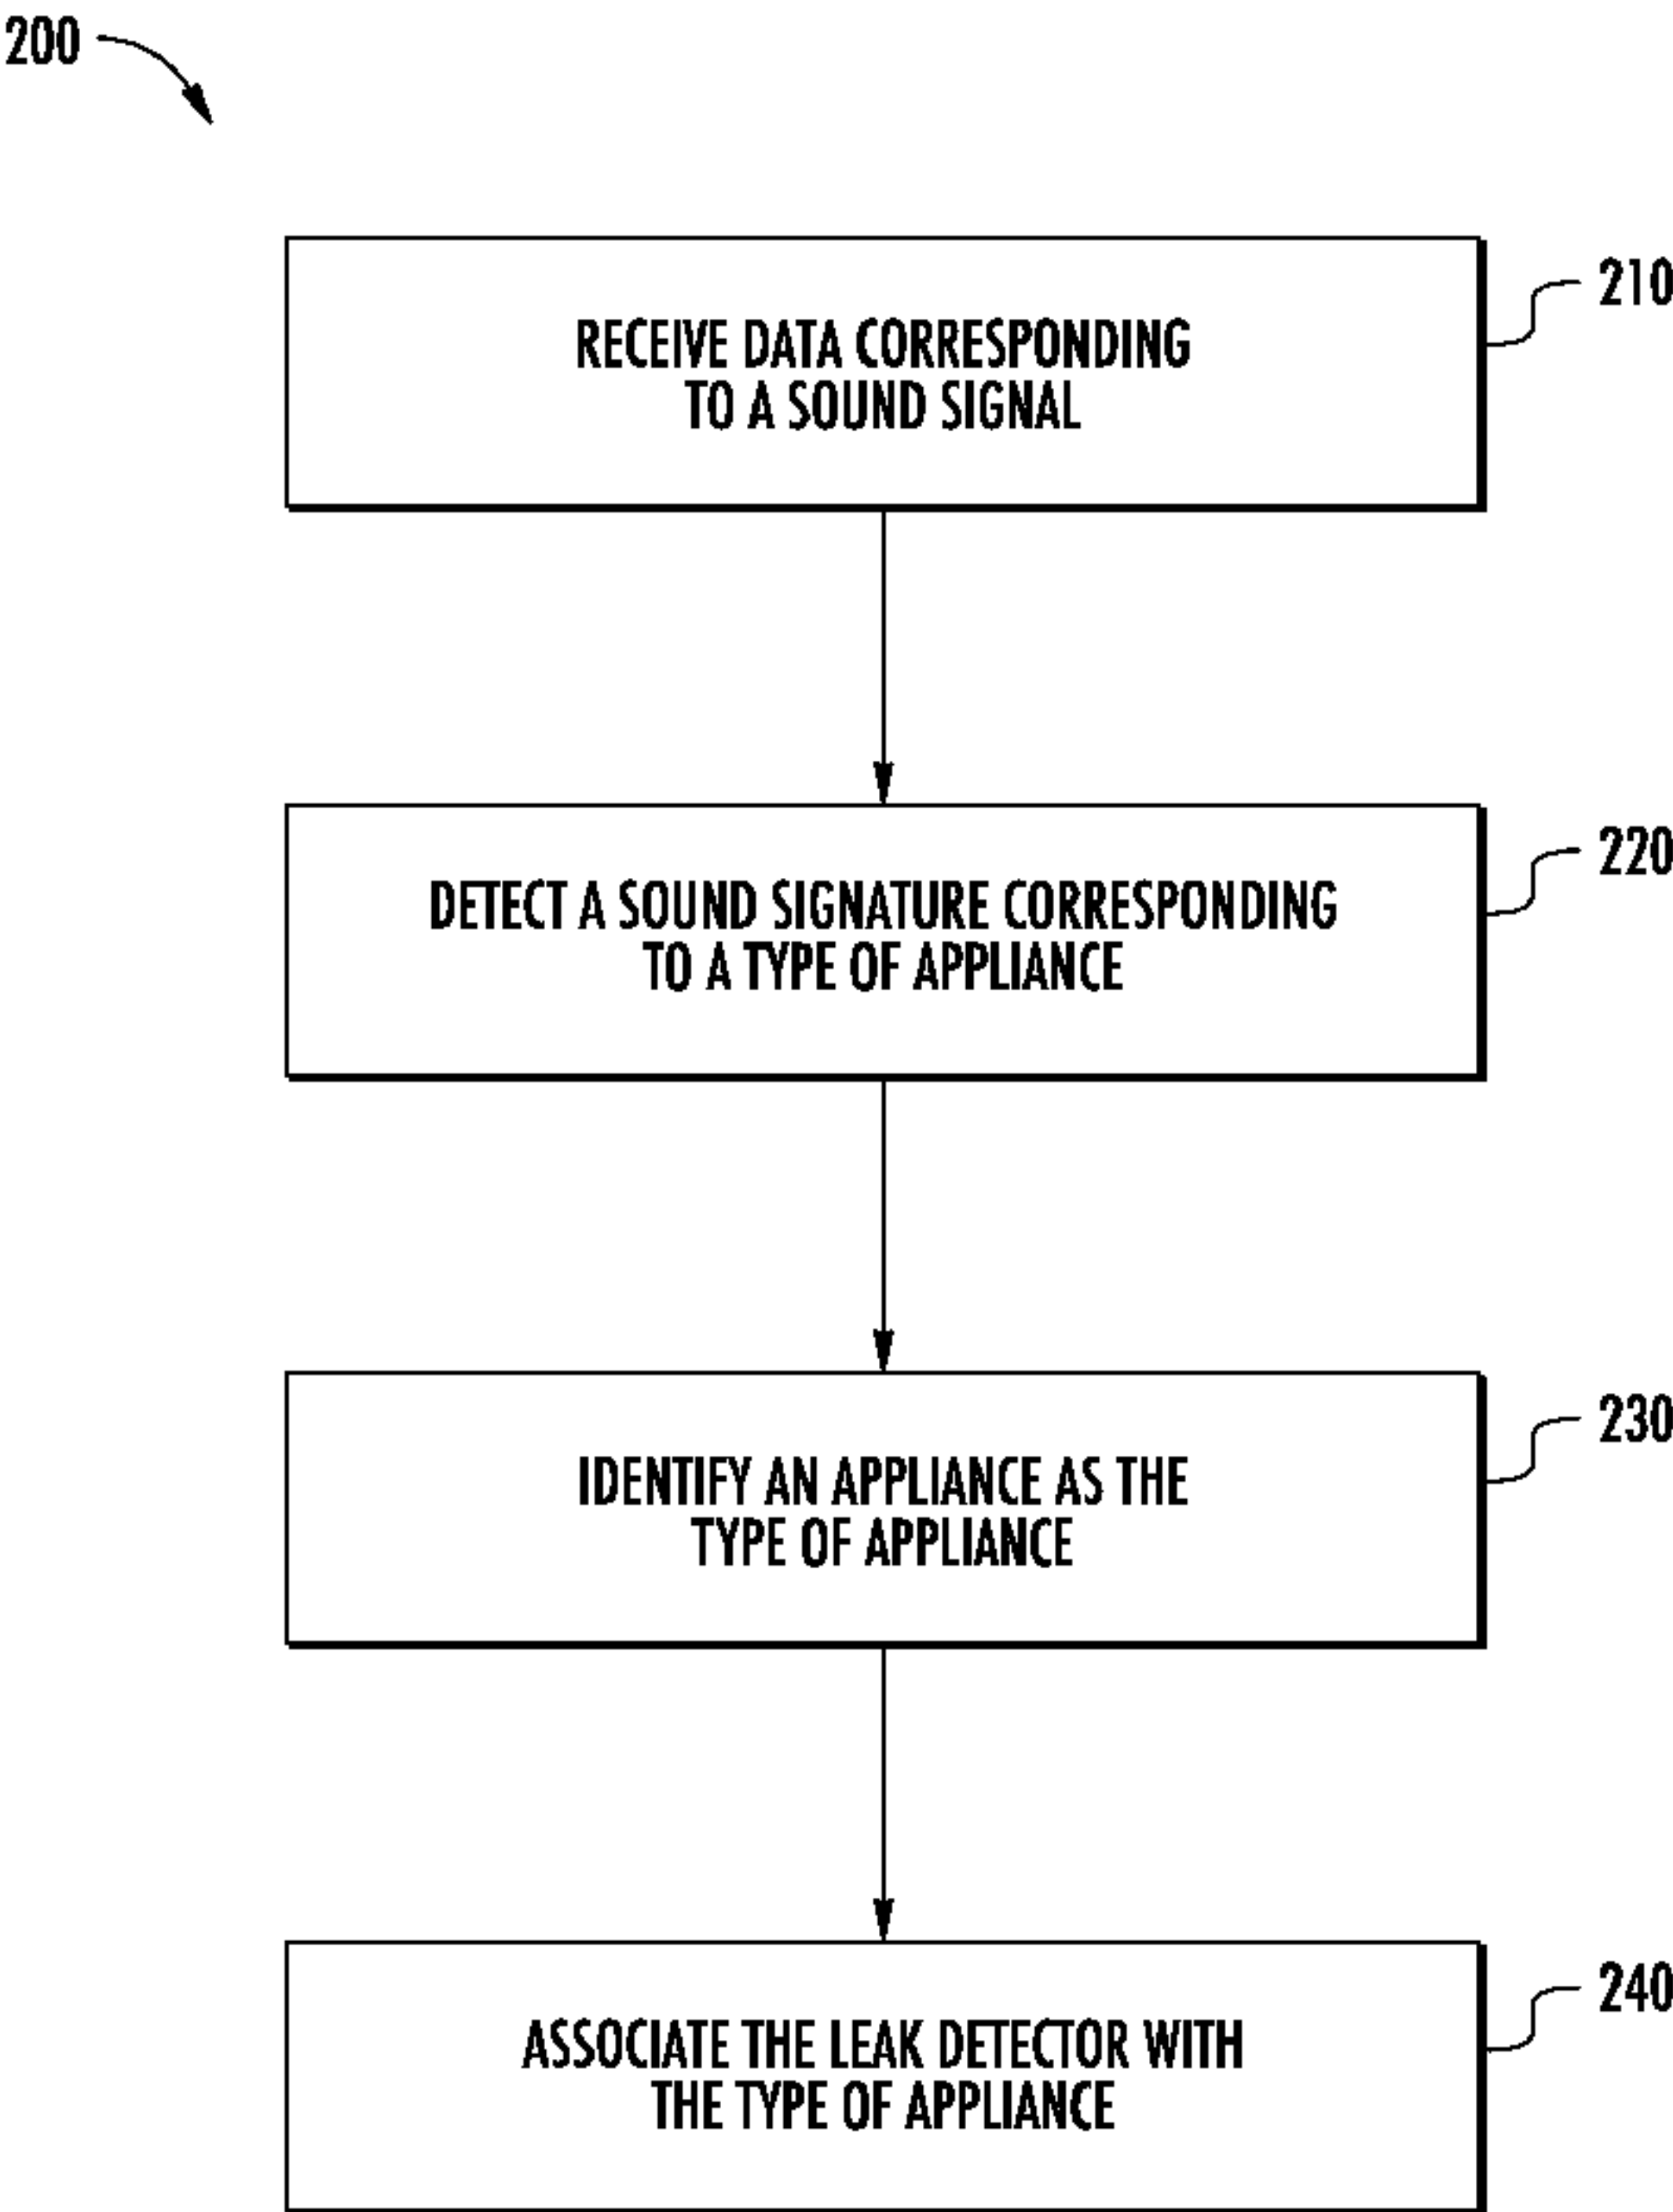 200
210
RECEIVE DATA CORRESPONDING
TO A SOUND SIGNAL
220
DETECT A SOUND SIGNATURE CORRESPONDING
TO A TYPE OF APPLIANCE
230
IDENTIFY AN APPLIANCE AS THE
TYPE OF APPLIANCE
240
ASSOCIATE THE LEAK DETECTOR WITH
THE TYPE OF APPLIANCE